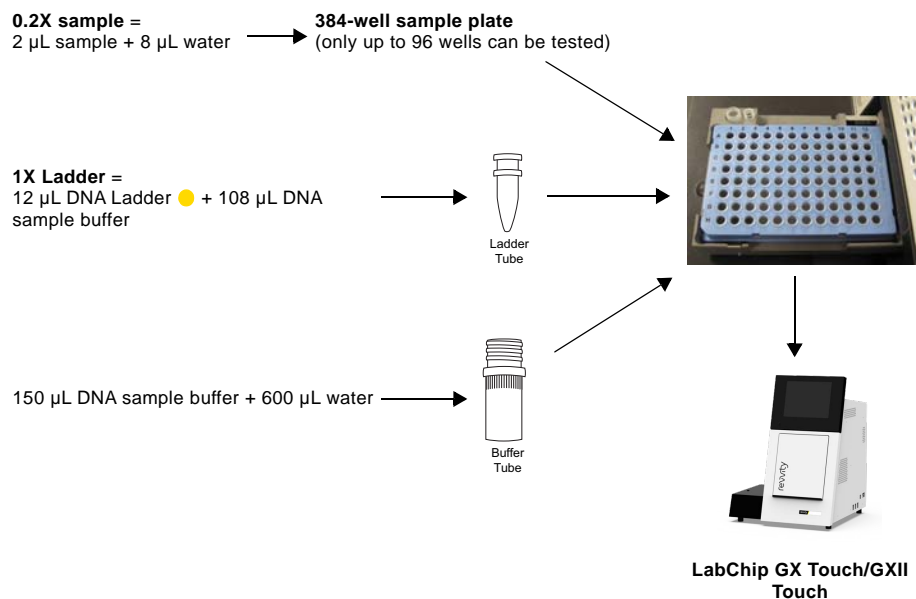 0.2X sample =
2 µL sample + 8 µL water
384-well sample plate
(only up to 96 wells can be tested)
1X Ladder =
12 µL DNA Ladder + 108 µL DNA
sample buffer
Ladder
Tube
150 µL DNA sample buffer + 600 µL water
Buffer
Tube
revvity
LabChip GX Touch/GXII
Touch